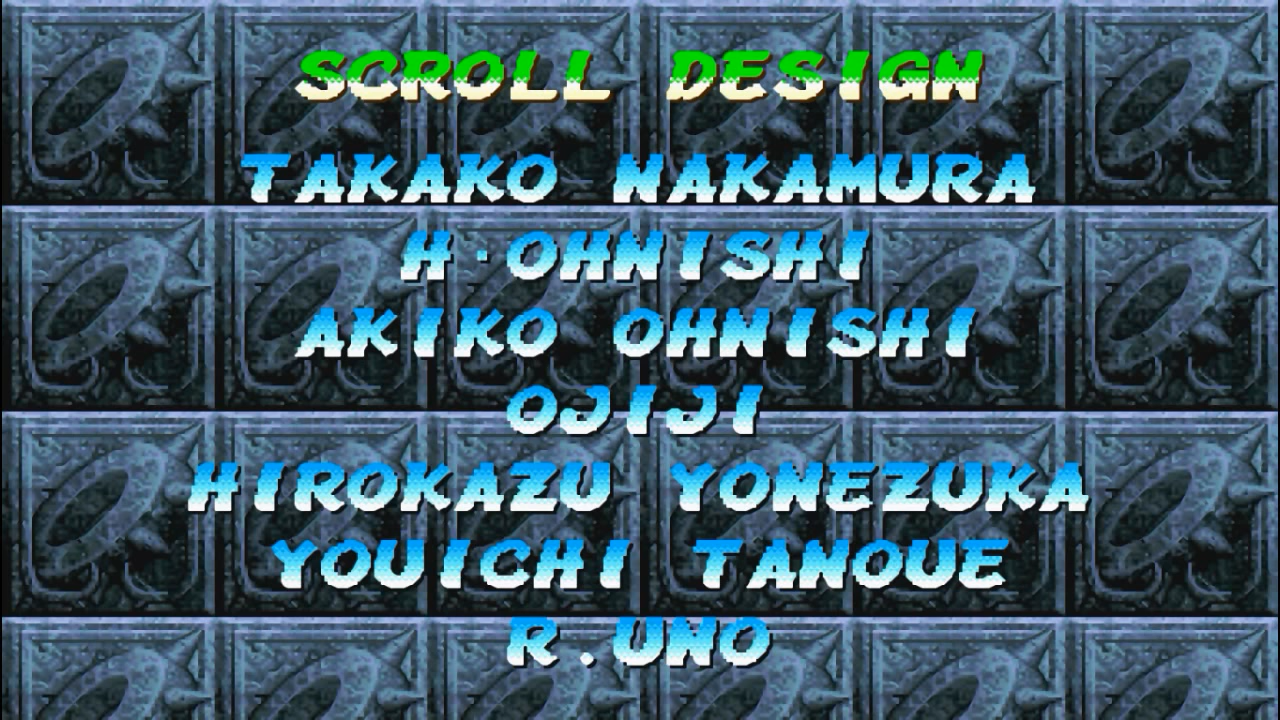 SCROLL DESIGN
TAKAKO NAKAMURA
H·OHNISHI
AKIKO OHNISHI
OJIJI
HIROKAZU YONEZUKA
YOUICHI TANOUE
R.UNO